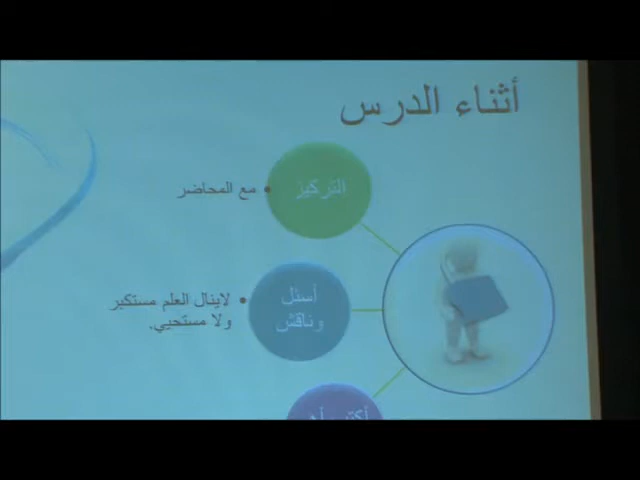 أثناء الدرس
التركيز
مع المحاضر
أسئل
وناقش
لاينال العلم مستكبر
ولا مستحيي.